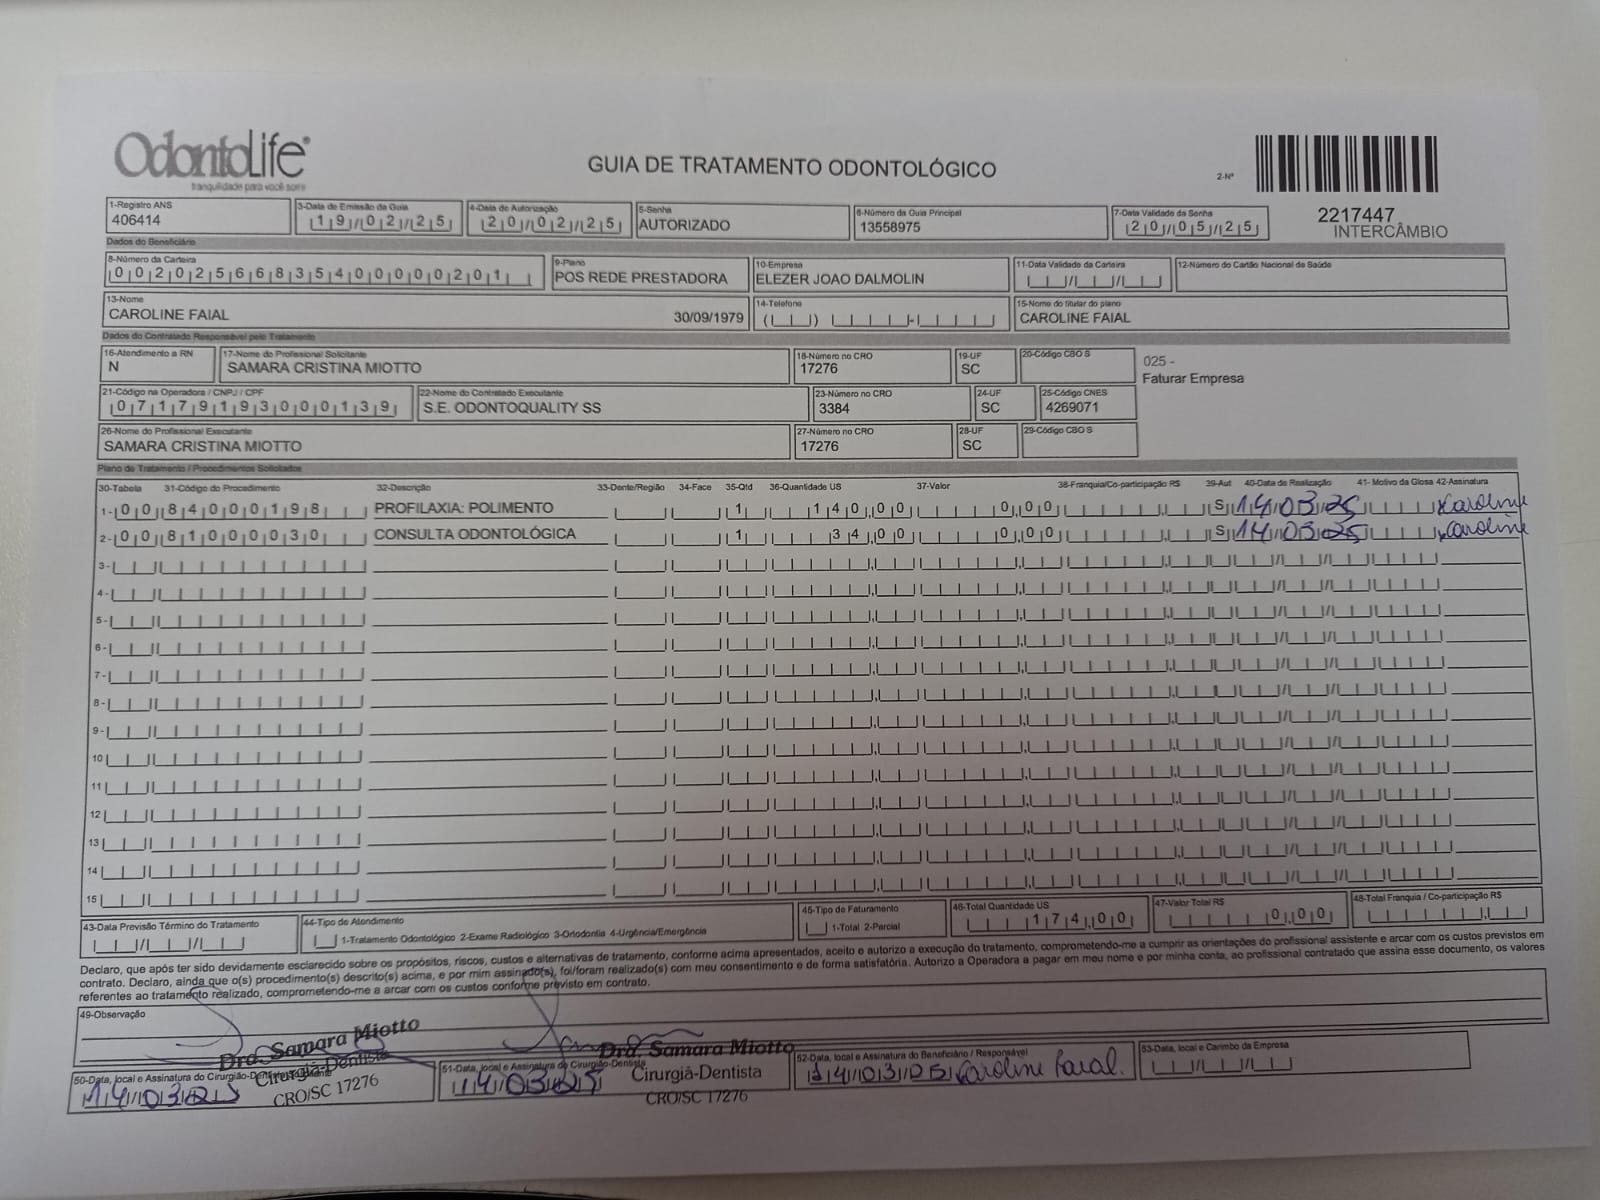 OdontoLife®
tranquilidade para você sorrir
GUIA DE TRATAMENTO ODONTOLÓGICO
2-Nº
2217447
INTERCÂMBIO
1-Registro ANS
406414
3-Data de Emissão da Guia
19/02/25
4-Data de Autorização
20/02/25
5-Senha
AUTORIZADO
6-Número da Guia Principal
13558975
7-Data Validade da Senha
20/05/25
Dados do Beneficiário
8-Número da Carteira
00202566835400000201
9-Plano
POS REDE PRESTADORA
10-Empresa
ELEZER JOAO DALMOLIN
11-Data Validade da Carteira
12-Número do Cartão Nacional de Saúde
13-Nome
CAROLINE FAIAL 30/09/1979
14-Telefone
15-Nome do titular do plano
CAROLINE FAIAL
Dados do Contratado Responsável pelo Tratamento
16-Atendimento a RN
N
17-Nome do Profissional Solicitante
SAMARA CRISTINA MIOTTO
18-Número no CRO
17276
19-UF
SC
20-Código CBO S
025 -
Faturar Empresa
21-Código na Operadora / CNPJ / CPF
07179193000139
22-Nome do Contratado Executante
S.E. ODONTOQUALITY SS
23-Número no CRO
3384
24-UF
SC
25-Código CNES
4269071
26-Nome do Profissional Executante
SAMARA CRISTINA MIOTTO
27-Número no CRO
17276
28-UF
SC
29-Código CBO S
Plano de Tratamento / Procedimentos Solicitados
30-Tabela 31-Código do Procedimento 32-Descrição 33-Dente/Região 34-Face 35-Qtd 36-Quantidade US 37-Valor 38-Franquia/Co-participação R$ 39-Aut 40-Data de Realização 41- Motivo da Glosa 42-Assinatura
1- 00 84000198 PROFILAXIA: POLIMENTO 1 140,00 0,00 S 14/03/25 Caroline
2- 00 81000030 CONSULTA ODONTOLÓGICA 1 34,00 0,00 S 14/03/25 Caroline
3-
4-
5-
6-
7-
8-
9-
10
11
12
13
14
15
43-Data Previsão Término do Tratamento
44-Tipo de Atendimento
1-Tratamento Odontológico 2-Exame Radiológico 3-Ortodontia 4-Urgência/Emergência
45-Tipo de Faturamento
1-Total 2-Parcial
46-Total Quantidade US
174,00
47-Valor Total R$
0,00
48-Total Franquia / Co-participação R$
Declaro, que após ter sido devidamente esclarecido sobre os propósitos, riscos, custos e alternativas de tratamento, conforme acima apresentados, aceito e autorizo a execução do tratamento, comprometendo-me a cumprir as orientações do profissional assistente e arcar com os custos previstos em
contrato. Declaro, ainda que o(s) procedimento(s) descrito(s) acima, e por mim assinado(s), foi/foram realizado(s) com meu consentimento e de forma satisfatória. Autorizo a Operadora a pagar em meu nome e por minha conta, ao profissional contratado que assina esse documento, os valores
referentes ao tratamento realizado, comprometendo-me a arcar com os custos conforme previsto em contrato.
49-Observação
50-Data, local e Assinatura do Cirurgião-Dentista
14/03/25
Dra. Samara Miotto
Cirurgiã-Dentista
CRO/SC 17276
51-Data, local e Assinatura do Cirurgião-Dentista
14/03/25
Dra. Samara Miotto
Cirurgiã-Dentista
CRO/SC 17276
52-Data, local e Assinatura do Beneficiário / Responsável
14/03/25 Caroline Faial.
53-Data, local e Carimbo da Empresa